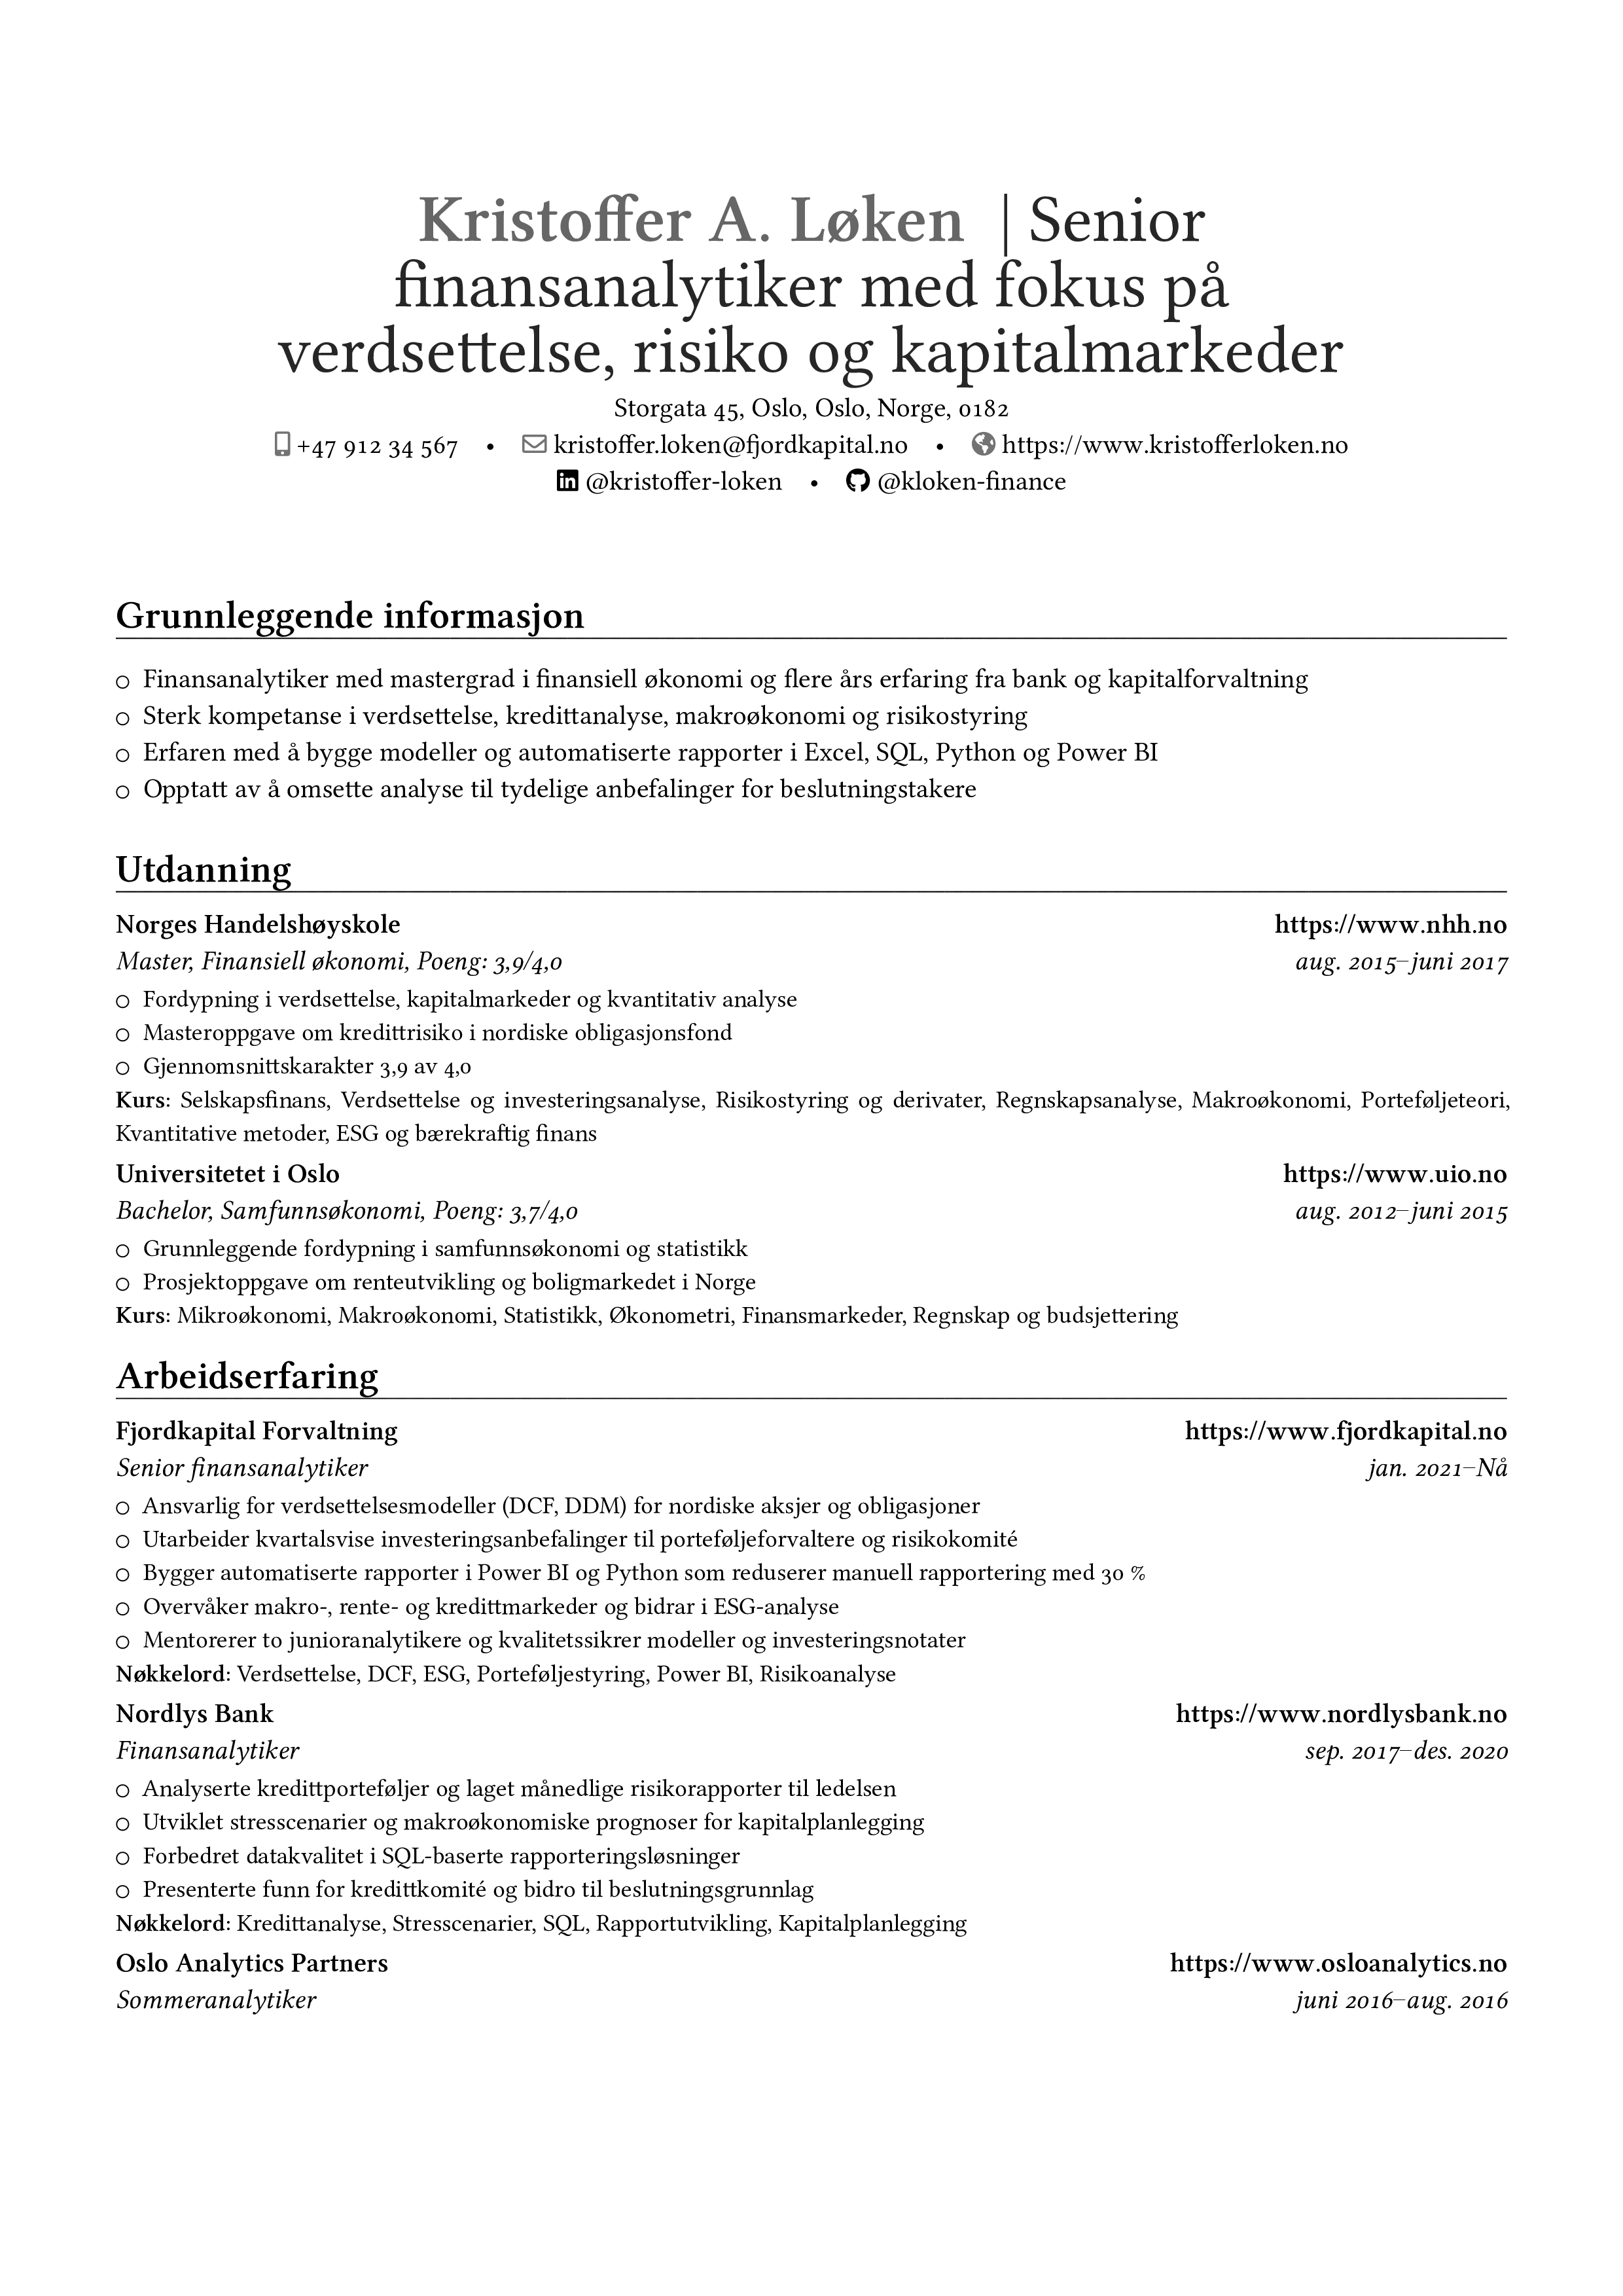 Kristoffer A. Løken | Senior
finansanalytiker med fokus på
verdsettelse, risiko og kapitalmarkeder
Storgata 45, Oslo, Oslo, Norge, 0182
+47 912 34 567 • kristoffer.loken@fjordkapital.no • https://www.kristofferloken.no
@kristoffer-loken • @kloken-finance
Grunnleggende informasjon
○ Finansanalytiker med mastergrad i finansiell økonomi og flere års erfaring fra bank og kapitalforvaltning
○ Sterk kompetanse i verdsettelse, kredittanalyse, makroøkonomi og risikostyring
○ Erfaren med å bygge modeller og automatiserte rapporter i Excel, SQL, Python og Power BI
○ Opptatt av å omsette analyse til tydelige anbefalinger for beslutningstakere
Utdanning
Norges Handelshøyskole https://www.nhh.no
Master, Finansiell økonomi, Poeng: 3,9/4,0 aug. 2015–juni 2017
○ Fordypning i verdsettelse, kapitalmarkeder og kvantitativ analyse
○ Masteroppgave om kredittrisiko i nordiske obligasjonsfond
○ Gjennomsnittskarakter 3,9 av 4,0
Kurs: Selskapsfinans, Verdsettelse og investeringsanalyse, Risikostyring og derivater, Regnskapsanalyse, Makroøkonomi, Porteføljeteori,
Kvantitative metoder, ESG og bærekraftig finans
Universitetet i Oslo https://www.uio.no
Bachelor, Samfunnsøkonomi, Poeng: 3,7/4,0 aug. 2012–juni 2015
○ Grunnleggende fordypning i samfunnsøkonomi og statistikk
○ Prosjektoppgave om renteutvikling og boligmarkedet i Norge
Kurs: Mikroøkonomi, Makroøkonomi, Statistikk, Økonometri, Finansmarkeder, Regnskap og budsjettering
Arbeidserfaring
Fjordkapital Forvaltning https://www.fjordkapital.no
Senior finansanalytiker jan. 2021–Nå
○ Ansvarlig for verdsettelsesmodeller (DCF, DDM) for nordiske aksjer og obligasjoner
○ Utarbeider kvartalsvise investeringsanbefalinger til porteføljeforvaltere og risikokomité
○ Bygger automatiserte rapporter i Power BI og Python som reduserer manuell rapportering med 30 %
○ Overvåker makro-, rente- og kredittmarkeder og bidrar i ESG-analyse
○ Mentorerer to junioranalytikere og kvalitetssikrer modeller og investeringsnotater
Nøkkelord: Verdsettelse, DCF, ESG, Porteføljestyring, Power BI, Risikoanalyse
Nordlys Bank https://www.nordlysbank.no
Finansanalytiker sep. 2017–des. 2020
○ Analyserte kredittporteføljer og laget månedlige risikorapporter til ledelsen
○ Utviklet stresscenarier og makroøkonomiske prognoser for kapitalplanlegging
○ Forbedret datakvalitet i SQL-baserte rapporteringsløsninger
○ Presenterte funn for kredittkomité og bidro til beslutningsgrunnlag
Nøkkelord: Kredittanalyse, Stresscenarier, SQL, Rapportutvikling, Kapitalplanlegging
Oslo Analytics Partners https://www.osloanalytics.no
Sommeranalytiker juni 2016–aug. 2016